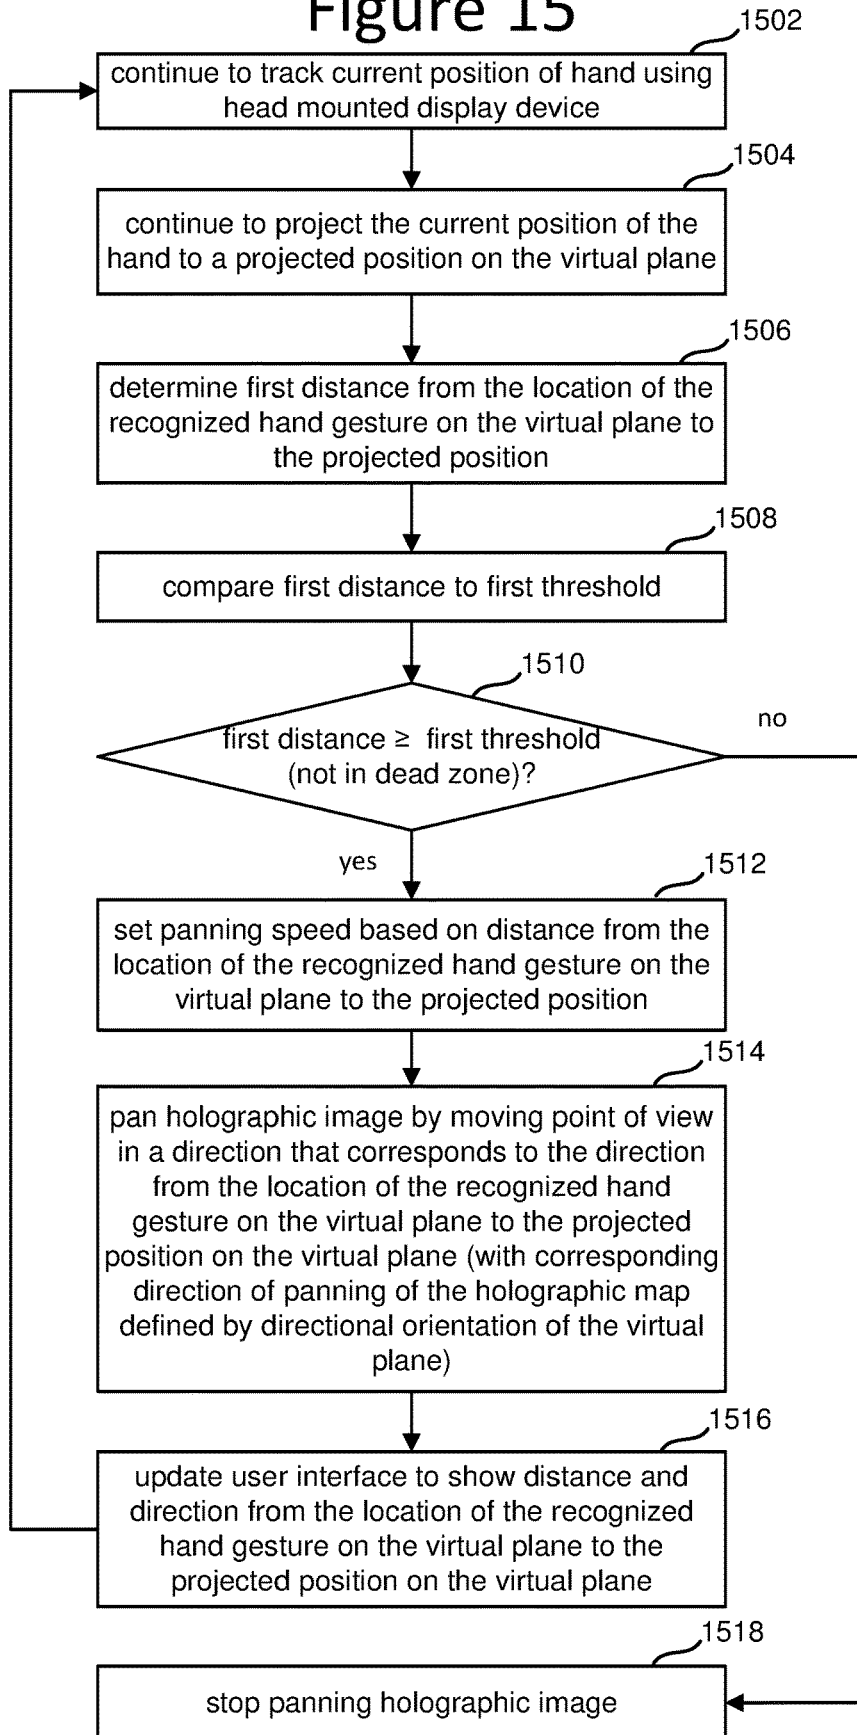 Figure 15
1502
continue to track current position of hand using
head mounted display device
1504
continue to project the current position of the
hand to a projected position on the virtual plane
1506
determine first distance from the location of the
recognized hand gesture on the virtual plane to
the projected position
1508
compare first distance to first threshold
1510
first distance ≥ first threshold
(not in dead zone)?
no
yes
1512
set panning speed based on distance from the
location of the recognized hand gesture on the
virtual plane to the projected position
1514
pan holographic image by moving point of view
in a direction that corresponds to the direction
from the location of the recognized hand
gesture on the virtual plane to the projected
position on the virtual plane (with corresponding
direction of panning of the holographic map
defined by directional orientation of the virtual
plane)
1516
update user interface to show distance and
direction from the location of the recognized
hand gesture on the virtual plane to the
projected position on the virtual plane
1518
stop panning holographic image